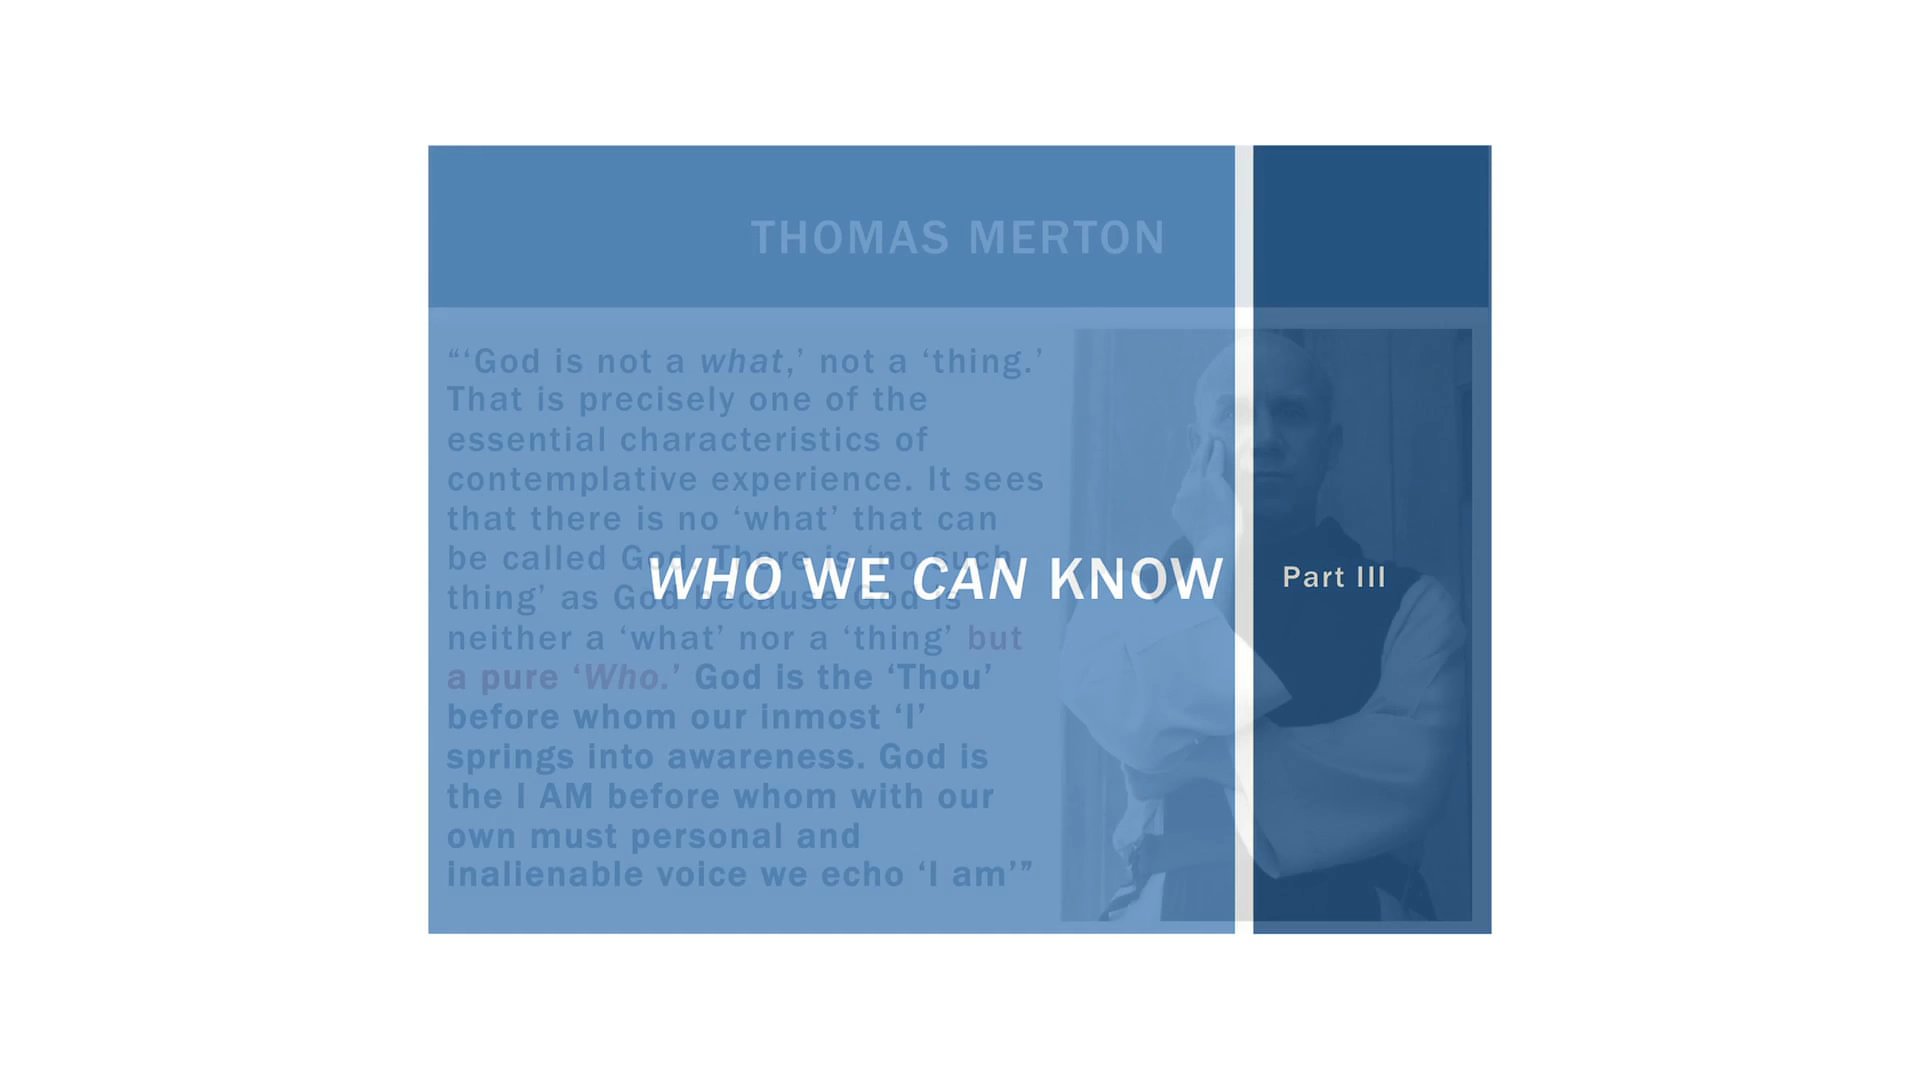 THOMAS MERTON
“‘God is not a what,’ not a ‘thing.’
That is precisely one of the
essential characteristics of
contemplative experience. It sees
that there is no ‘what’ that can
be called God. There is ‘no such
thing’ as God because God is
neither a ‘what’ nor a ‘thing’ but
a pure ‘Who.’ God is the ‘Thou’
before whom our inmost ‘I’
springs into awareness. God is
the I AM before whom with our
own must personal and
inalienable voice we echo ‘I am’”
WHO WE CAN KNOW
Part III